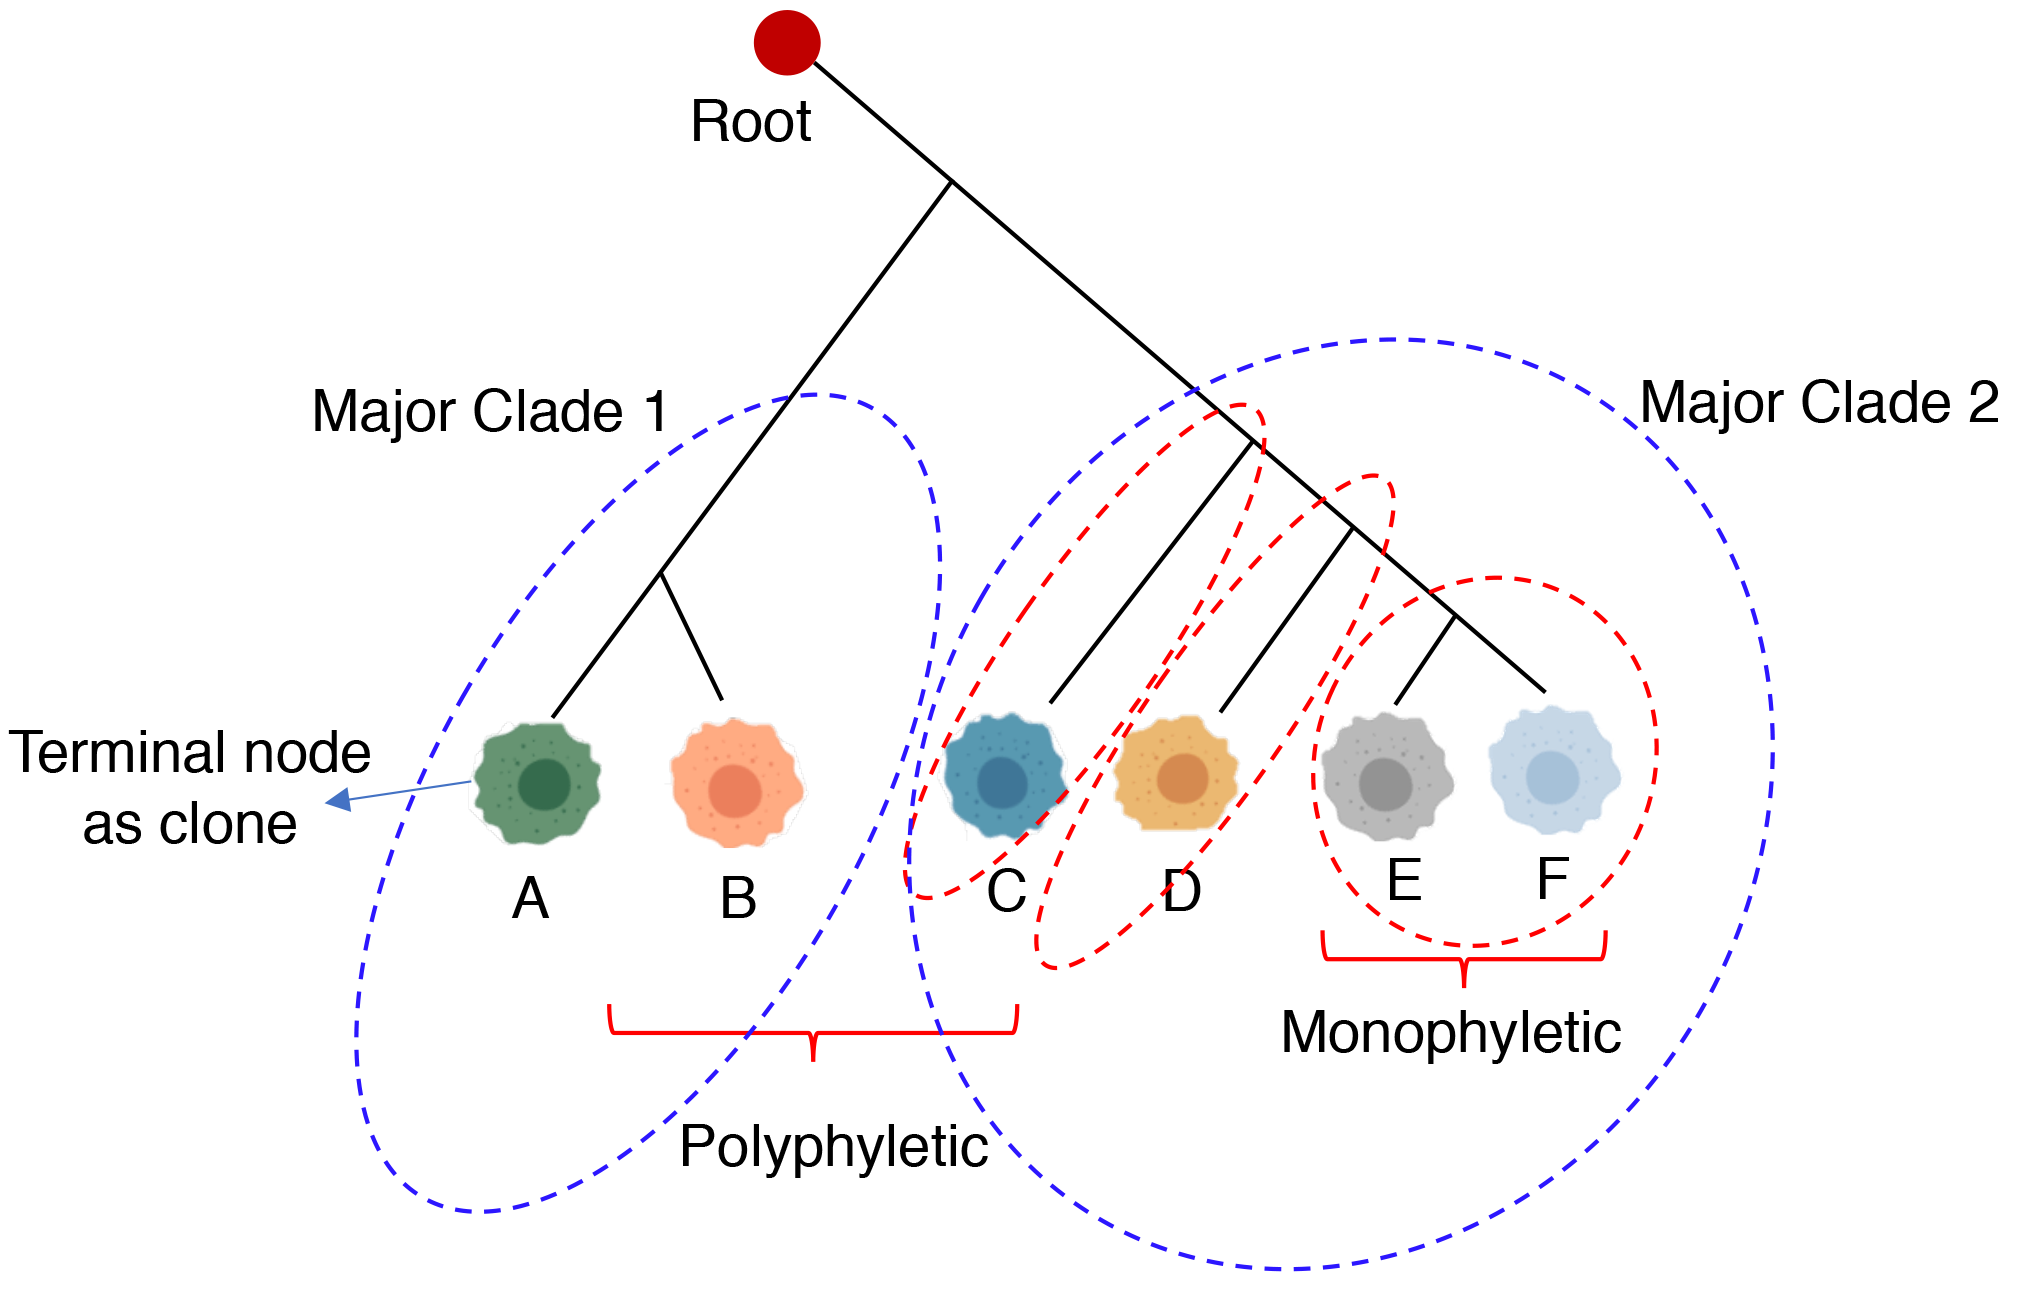 Root
Major Clade 1
Major Clade 2
Terminal node
as clone
A
B
C
D
E
F
Monophyletic
Polyphyletic